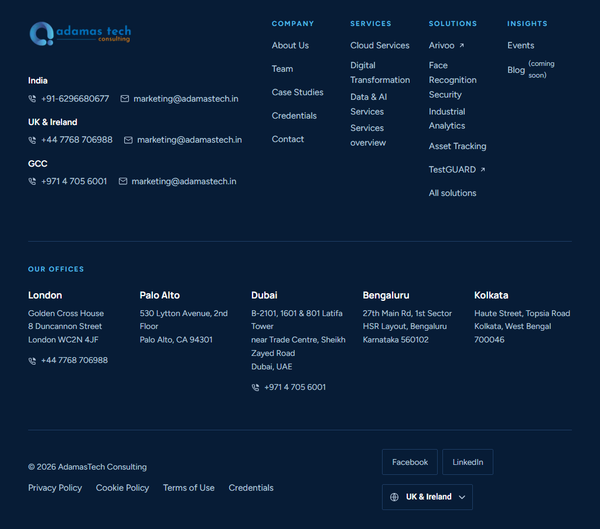 adamas tech
consulting
India
+91-6296680677 marketing@adamastech.in
UK & Ireland
+44 7768 706988 marketing@adamastech.in
GCC
+971 4 705 6001 marketing@adamastech.in
COMPANY
About Us
Team
Case Studies
Credentials
Contact
SERVICES
Cloud Services
Digital
Transformation
Data & AI
Services
Services
overview
SOLUTIONS
Arivoo ↗
Face
Recognition
Security
Industrial
Analytics
Asset Tracking
TestGUARD ↗
All solutions
INSIGHTS
Events
Blog (coming
soon)
OUR OFFICES
London
Golden Cross House
8 Duncannon Street
London WC2N 4JF
+44 7768 706988
Palo Alto
530 Lytton Avenue, 2nd
Floor
Palo Alto, CA 94301
Dubai
B-2101, 1601 & 801 Latifa
Tower
near Trade Centre, Sheikh
Zayed Road
Dubai, UAE
+971 4 705 6001
Bengaluru
27th Main Rd, 1st Sector
HSR Layout, Bengaluru
Karnataka 560102
Kolkata
Haute Street, Topsia Road
Kolkata, West Bengal
700046
© 2026 AdamasTech Consulting
Privacy Policy Cookie Policy Terms of Use Credentials
Facebook LinkedIn
UK & Ireland